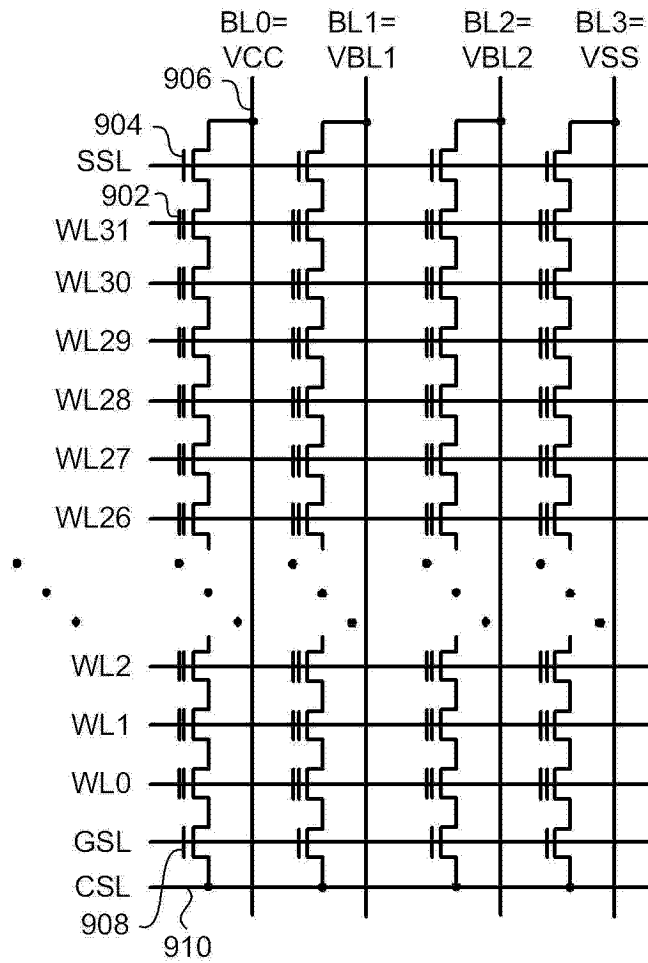 BL0= BL1= BL2= BL3=
VCC VBL1 VBL2 VSS
906
904
SSL
902
WL31
WL30
WL29
WL28
WL27
WL26
WL2
WL1
WL0
GSL
CSL
908
910